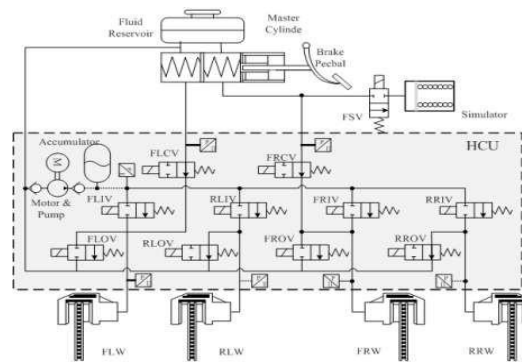 Fluid
Reservoir
Master
Cylinde
Brake
Pecbal
FSV
Simulator
HCU
Accumulator
M
Motor &
Pump
FLCV
FRCV
FLIV
RLIV
FRIV
RRIV
FLOV
RLOV
FROV
RROV
FLW
RLW
FRW
RRW